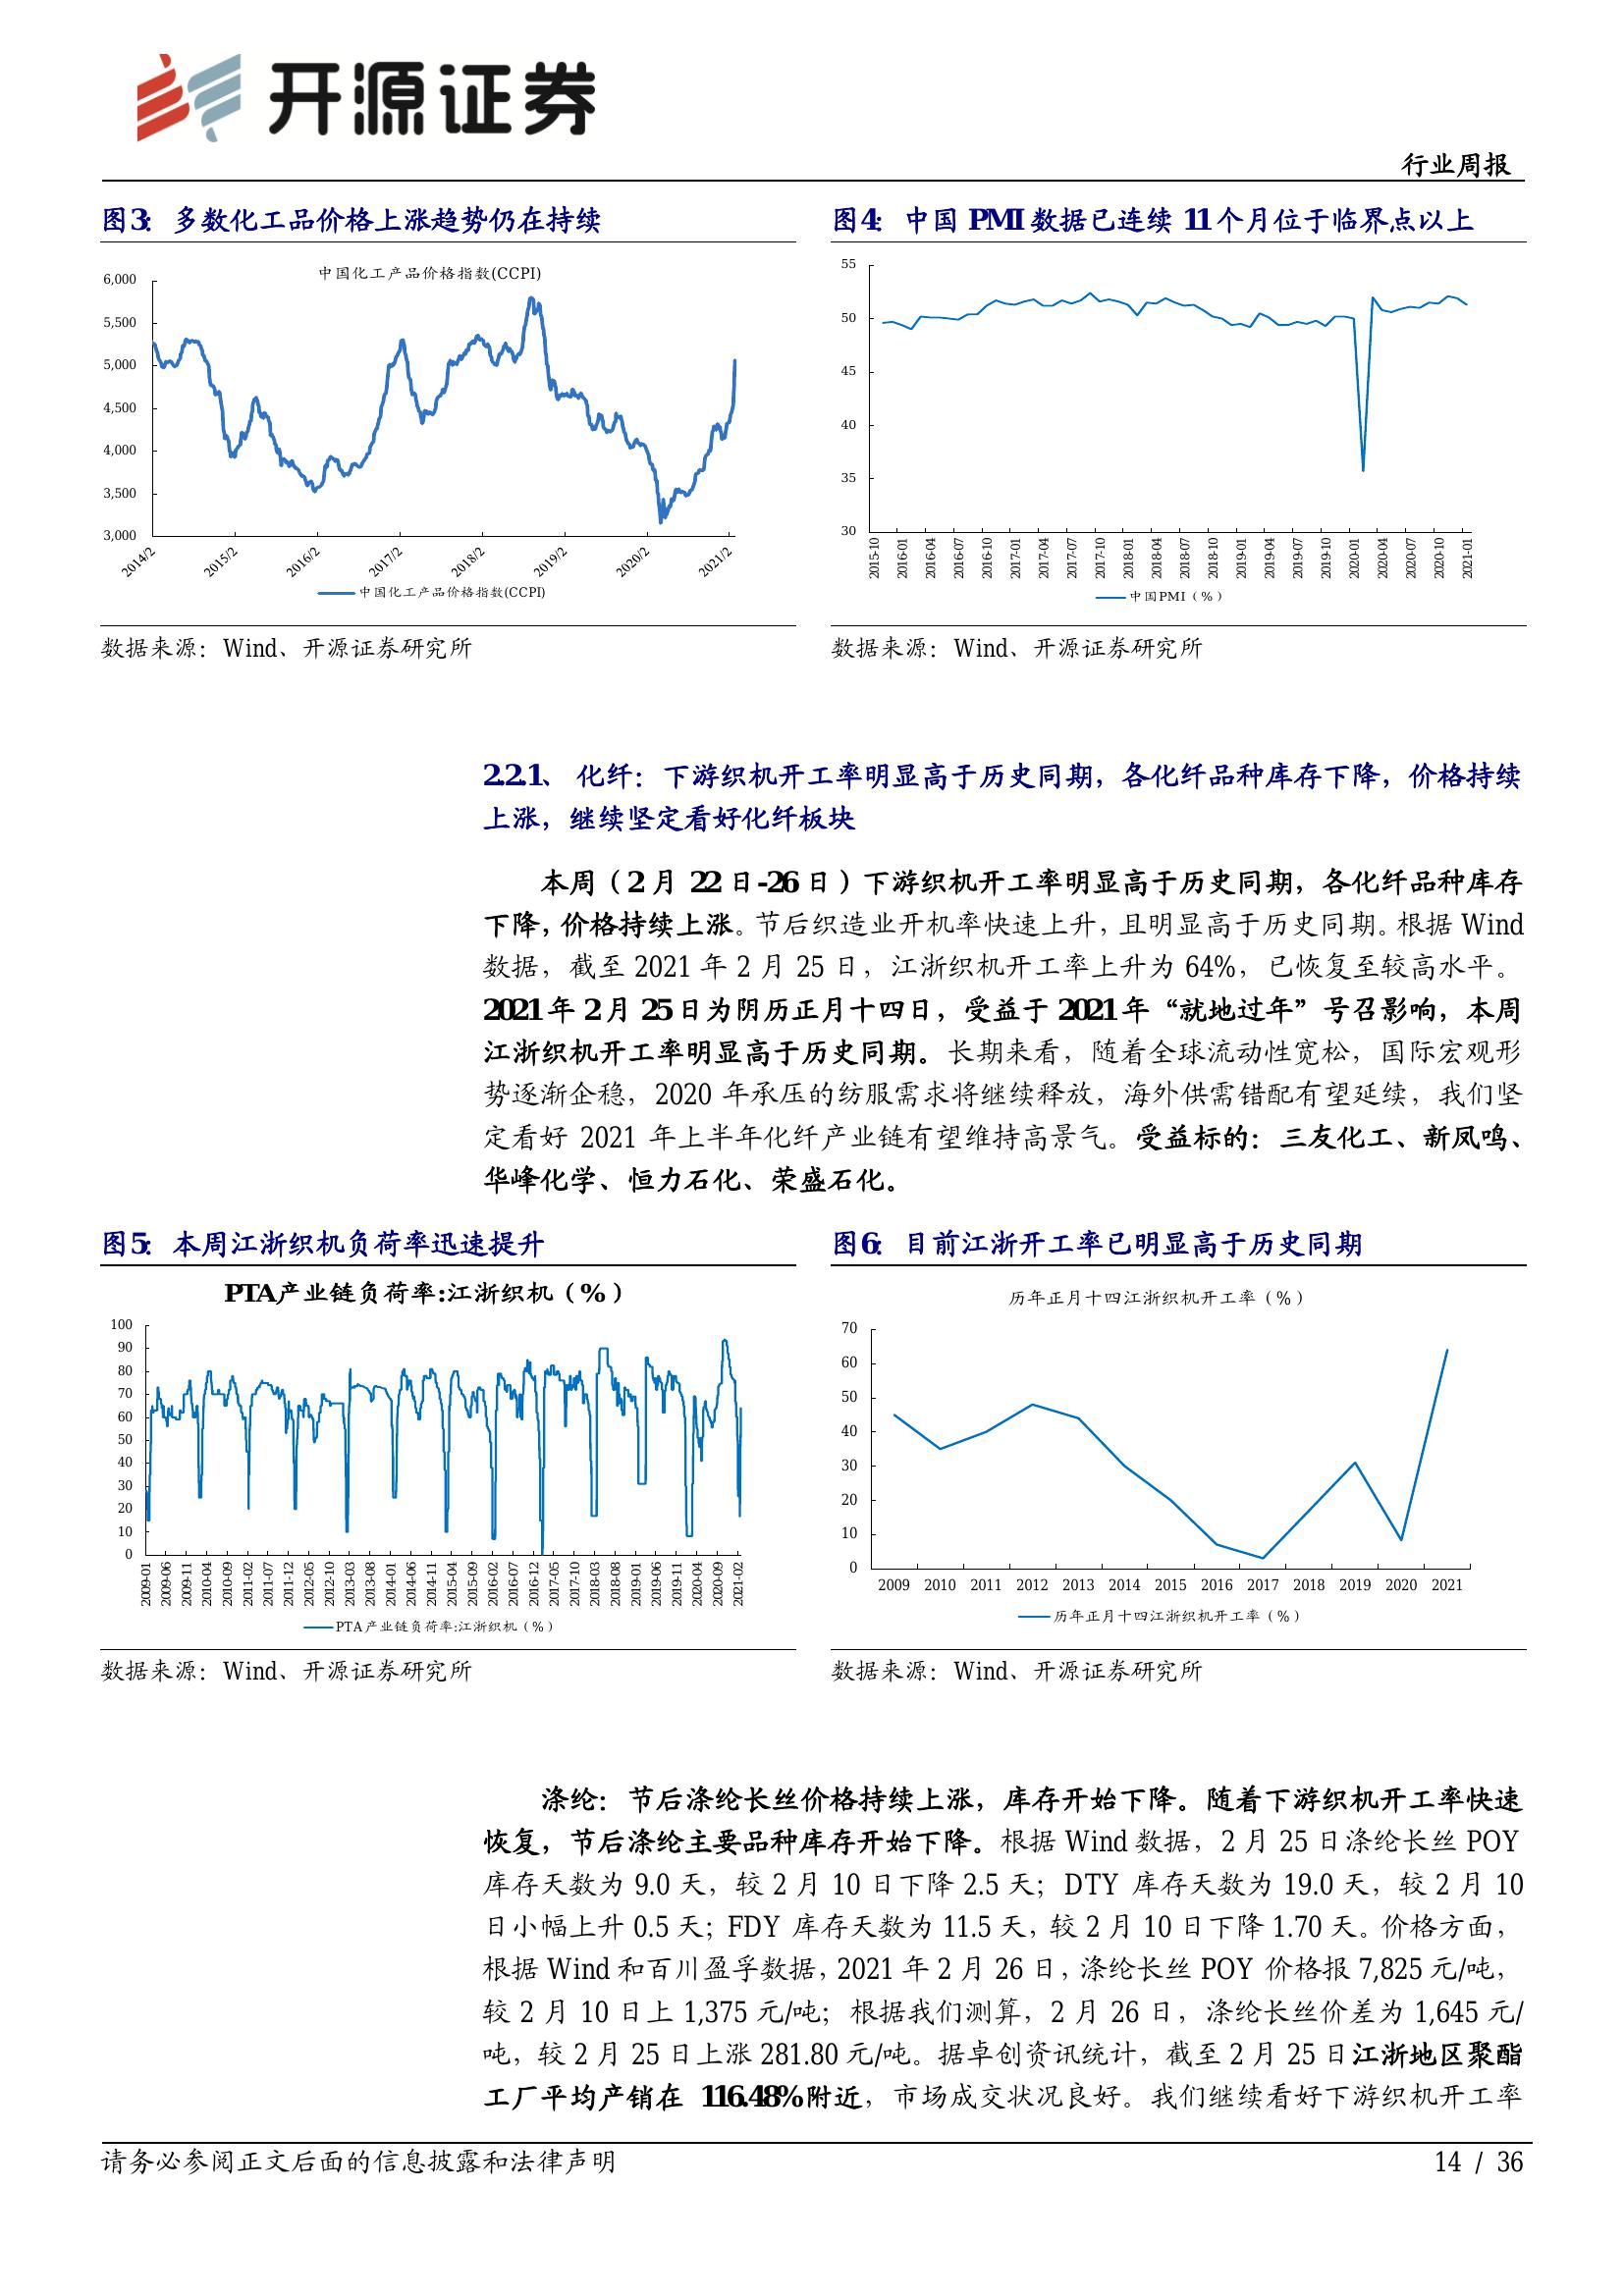 开源证券
行业周报
图3：多数化工品价格上涨趋势仍在持续
中国化工产品价格指数(CCPI)
6,000
5,500
5,000
4,500
4,000
3,500
3,000
2014/2 2015/2 2016/2 2017/2 2018/2 2019/2 2020/2 2021/2
中国化工产品价格指数(CCPI)
数据来源：Wind、开源证券研究所
图4：中国 PMI 数据已连续 11 个月位于临界点以上
55
50
45
40
35
30
2015-10 2016-01 2016-04 2016-07 2016-10 2017-01 2017-04 2017-07 2017-10 2018-01 2018-04 2018-07 2018-10 2019-01 2019-04 2019-07 2019-10 2020-01 2020-04 2020-07 2020-10 2021-01
中国PMI（%）
数据来源：Wind、开源证券研究所
2.2.1、 化纤：下游织机开工率明显高于历史同期，各化纤品种库存下降，价格持续
上涨，继续坚定看好化纤板块
本周（2 月 22 日-26 日）下游织机开工率明显高于历史同期，各化纤品种库存
下降，价格持续上涨。节后织造业开机率快速上升，且明显高于历史同期。根据 Wind
数据，截至 2021 年 2 月 25 日，江浙织机开工率上升为 64%，已恢复至较高水平。
2021 年 2 月 25 日为阴历正月十四日，受益于 2021 年“就地过年”号召影响，本周
江浙织机开工率明显高于历史同期。长期来看，随着全球流动性宽松，国际宏观形
势逐渐企稳，2020 年承压的纺服需求将继续释放，海外供需错配有望延续，我们坚
定看好 2021 年上半年化纤产业链有望维持高景气。受益标的：三友化工、新凤鸣、
华峰化学、恒力石化、荣盛石化。
图5：本周江浙织机负荷率迅速提升
PTA产业链负荷率:江浙织机（%）
100
90
80
70
60
50
40
30
20
10
0
2009-01 2009-06 2009-11 2010-04 2010-09 2011-02 2011-07 2011-12 2012-05 2012-10 2013-03 2013-08 2014-01 2014-06 2014-11 2015-04 2015-09 2016-02 2016-07 2016-12 2017-05 2017-10 2018-03 2018-08 2019-01 2019-06 2019-11 2020-04 2020-09 2021-02
PTA产业链负荷率:江浙织机（%）
数据来源：Wind、开源证券研究所
图6：目前江浙开工率已明显高于历史同期
历年正月十四江浙织机开工率（%）
70
60
50
40
30
20
10
0
2009 2010 2011 2012 2013 2014 2015 2016 2017 2018 2019 2020 2021
历年正月十四江浙织机开工率（%）
数据来源：Wind、开源证券研究所
涤纶：节后涤纶长丝价格持续上涨，库存开始下降。随着下游织机开工率快速
恢复，节后涤纶主要品种库存开始下降。根据 Wind 数据，2 月 25 日涤纶长丝 POY
库存天数为 9.0 天，较 2 月 10 日下降 2.5 天；DTY 库存天数为 19.0 天，较 2 月 10
日小幅上升 0.5 天；FDY 库存天数为 11.5 天，较 2 月 10 日下降 1.70 天。价格方面，
根据 Wind 和百川盈孚数据，2021 年 2 月 26 日，涤纶长丝 POY 价格报 7,825 元/吨，
较 2 月 10 日上 1,375 元/吨；根据我们测算，2 月 26 日，涤纶长丝价差为 1,645 元/
吨，较 2 月 25 日上涨 281.80 元/吨。据卓创资讯统计，截至 2 月 25 日江浙地区聚酯
工厂平均产销在 116.48%附近，市场成交状况良好。我们继续看好下游织机开工率
请务必参阅正文后面的信息披露和法律声明
14 / 36